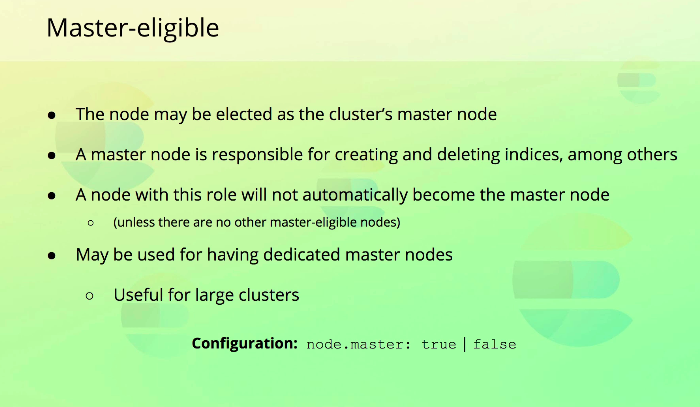 Master-eligible
● The node may be elected as the cluster's master node
● A master node is responsible for creating and deleting indices, among others
● A node with this role will not automatically become the master node
○ (unless there are no other master-eligible nodes)
● May be used for having dedicated master nodes
○ Useful for large clusters
Configuration: node.master: true | false